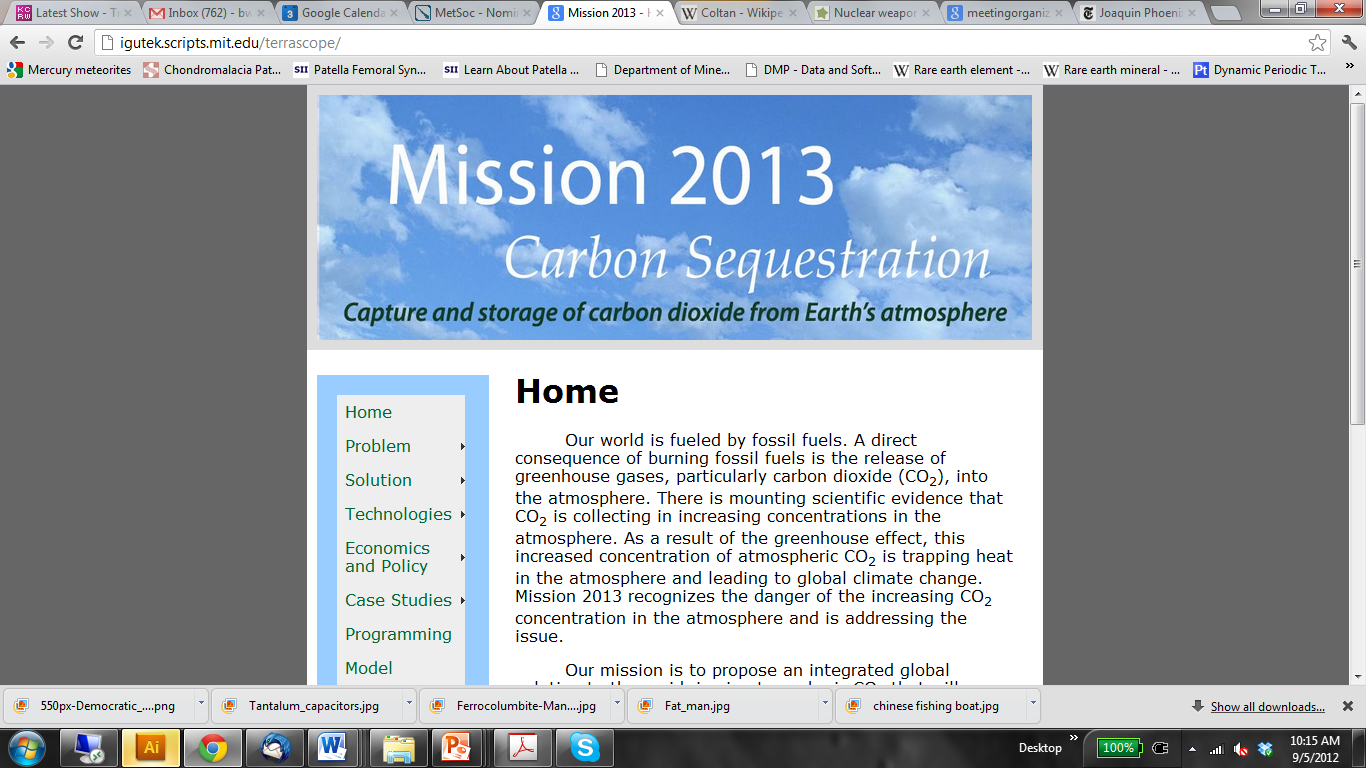 Latest Show - Tr
Inbox (762) - bw
Google Calenda
MetSoc - Nomin
Mission 2013 - H
Coltan - Wikipe
Nuclear weapor
meetingorganiz
Joaquin Phoeni
igutek.scripts.mit.edu/terrascope/
Mercury meteorites
Chondromalacia Pat...
SII Patella Femoral Syn...
SII Learn About Patella ...
Department of Mine...
DMP - Data and Soft...
W Rare earth element -...
W Rare earth mineral - ...
Pt Dynamic Periodic T...
»
Mission 2013
Carbon Sequestration
Capture and storage of carbon dioxide from Earth's atmosphere
Home
Problem
Solution
Technologies
Economics
and Policy
Case Studies
Programming
Model
Home
Our world is fueled by fossil fuels. A direct
consequence of burning fossil fuels is the release of
greenhouse gases, particularly carbon dioxide (CO2), into
the atmosphere. There is mounting scientific evidence that
CO2 is collecting in increasing concentrations in the
atmosphere. As a result of the greenhouse effect, this
increased concentration of atmospheric CO2 is trapping heat
in the atmosphere and leading to global climate change.
Mission 2013 recognizes the danger of the increasing CO2
concentration in the atmosphere and is addressing the
issue.
Our mission is to propose an integrated global
550px-Democratic_....png
Tantalum_capacitors.jpg
Ferrocolumbite-Man....jpg
Fat_man.jpg
chinese fishing boat.jpg
Show all downloads...
Ai
Desktop
»
100%
10:15 AM
9/5/2012